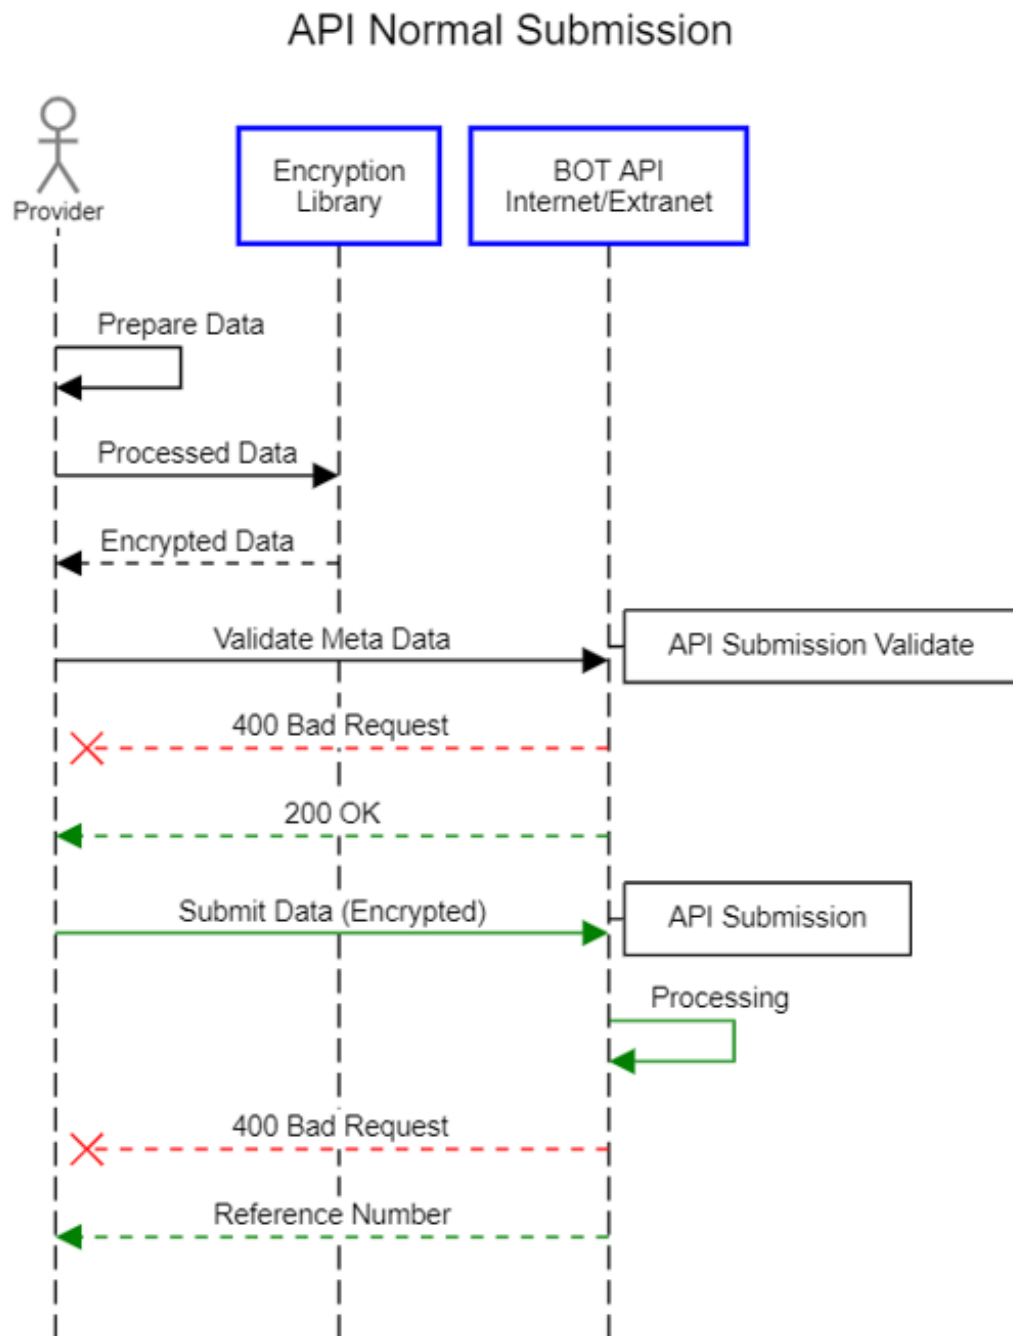 API Normal Submission
Provider
Encryption
Library
BOT API
Internet/Extranet
Prepare Data
Processed Data
Encrypted Data
Validate Meta Data
API Submission Validate
400 Bad Request
200 OK
Submit Data (Encrypted)
API Submission
Processing
400 Bad Request
Reference Number